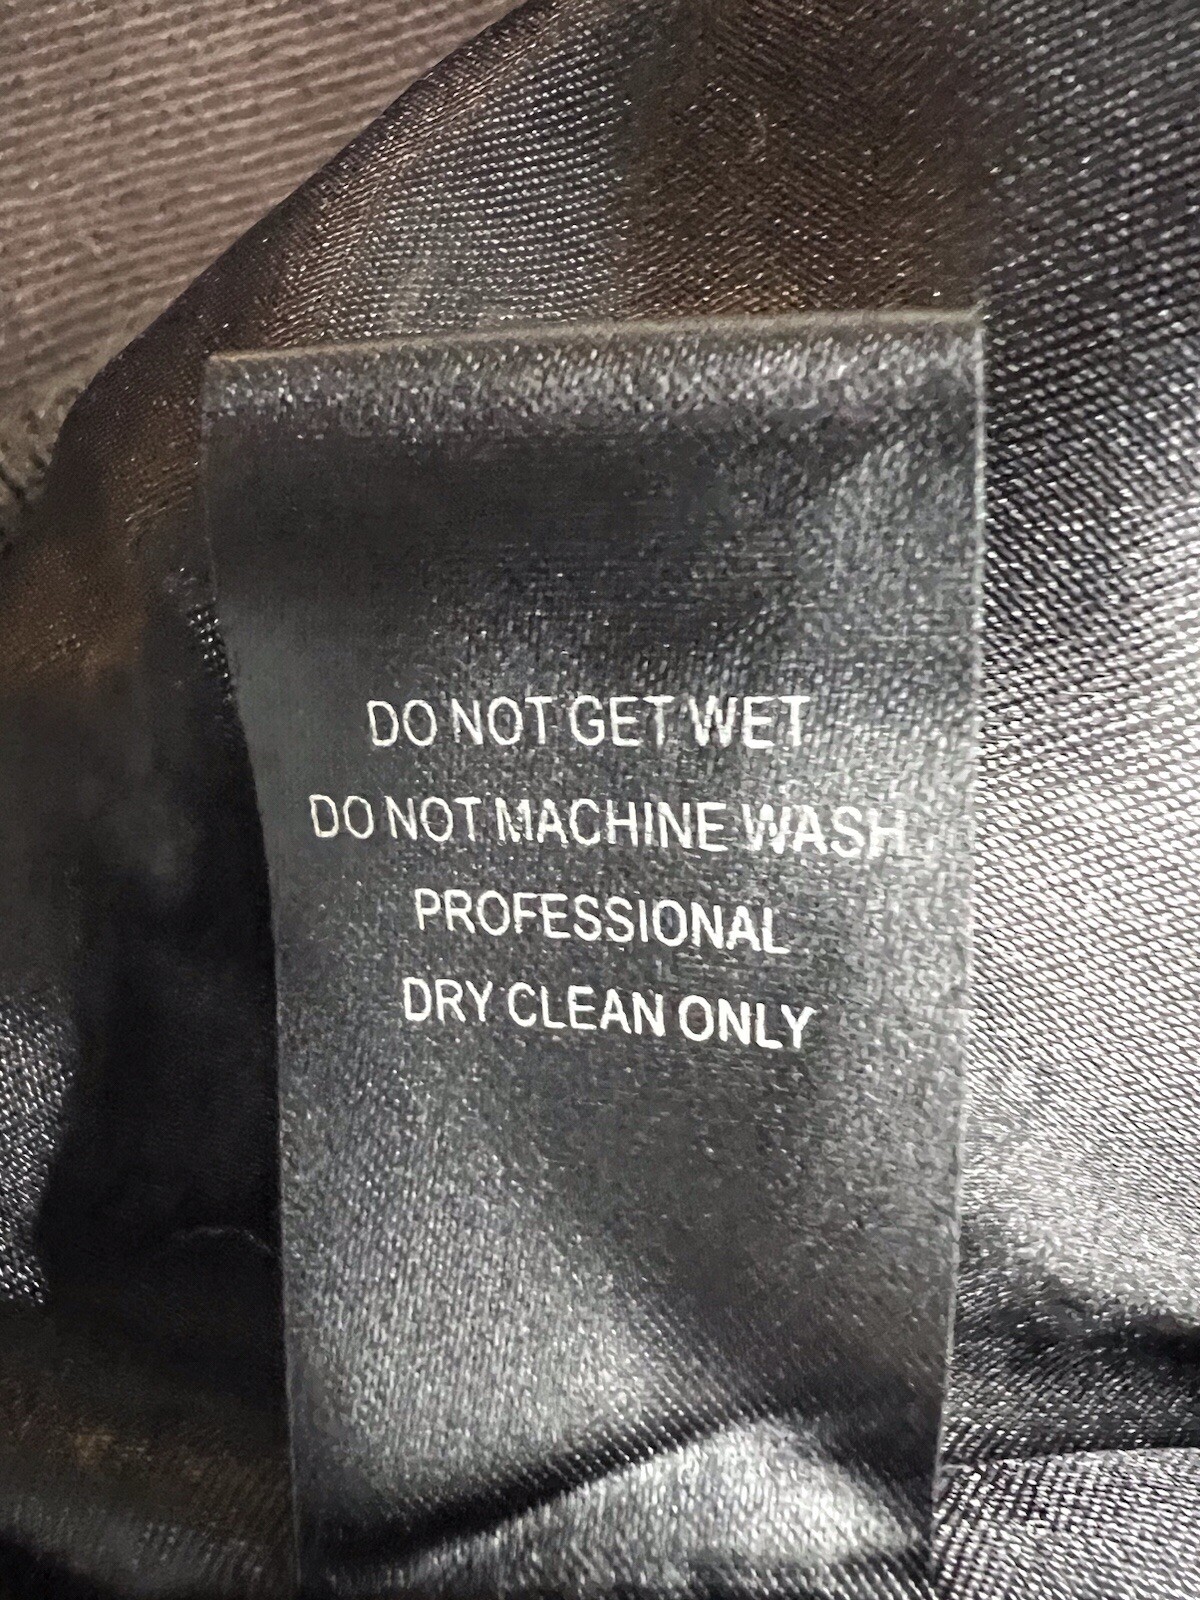 DO NOT GET WET
DO NOT MACHINE WASH
PROFESSIONAL
DRY CLEAN ONLY